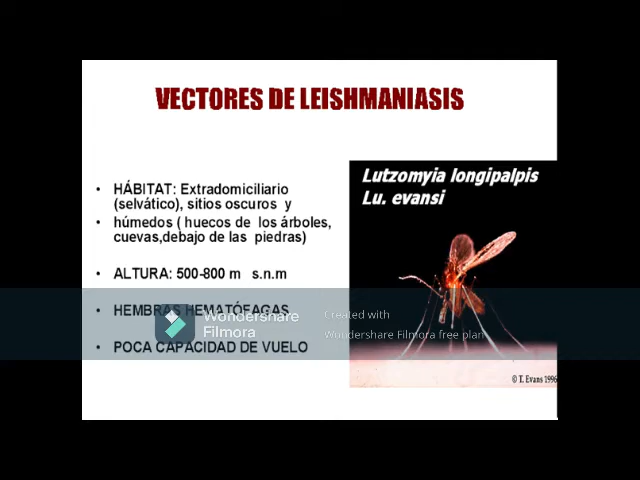 VECTORES DE LEISHMANIASIS
• HÁBITAT: Extradomiciliario
(selvático), sitios oscuros y
• húmedos ( huecos de los árboles,
cuevas,debajo de las piedras)
• ALTURA: 500-800 m s.n.m
• HEMBRAS HEMATÓFAGAS
• POCA CAPACIDAD DE VUELO
Lutzomyia longipalpis
Lu. evansi
© T. Evans 1996
Wondershare
Filmora
Created with
Wondershare Filmora free plan